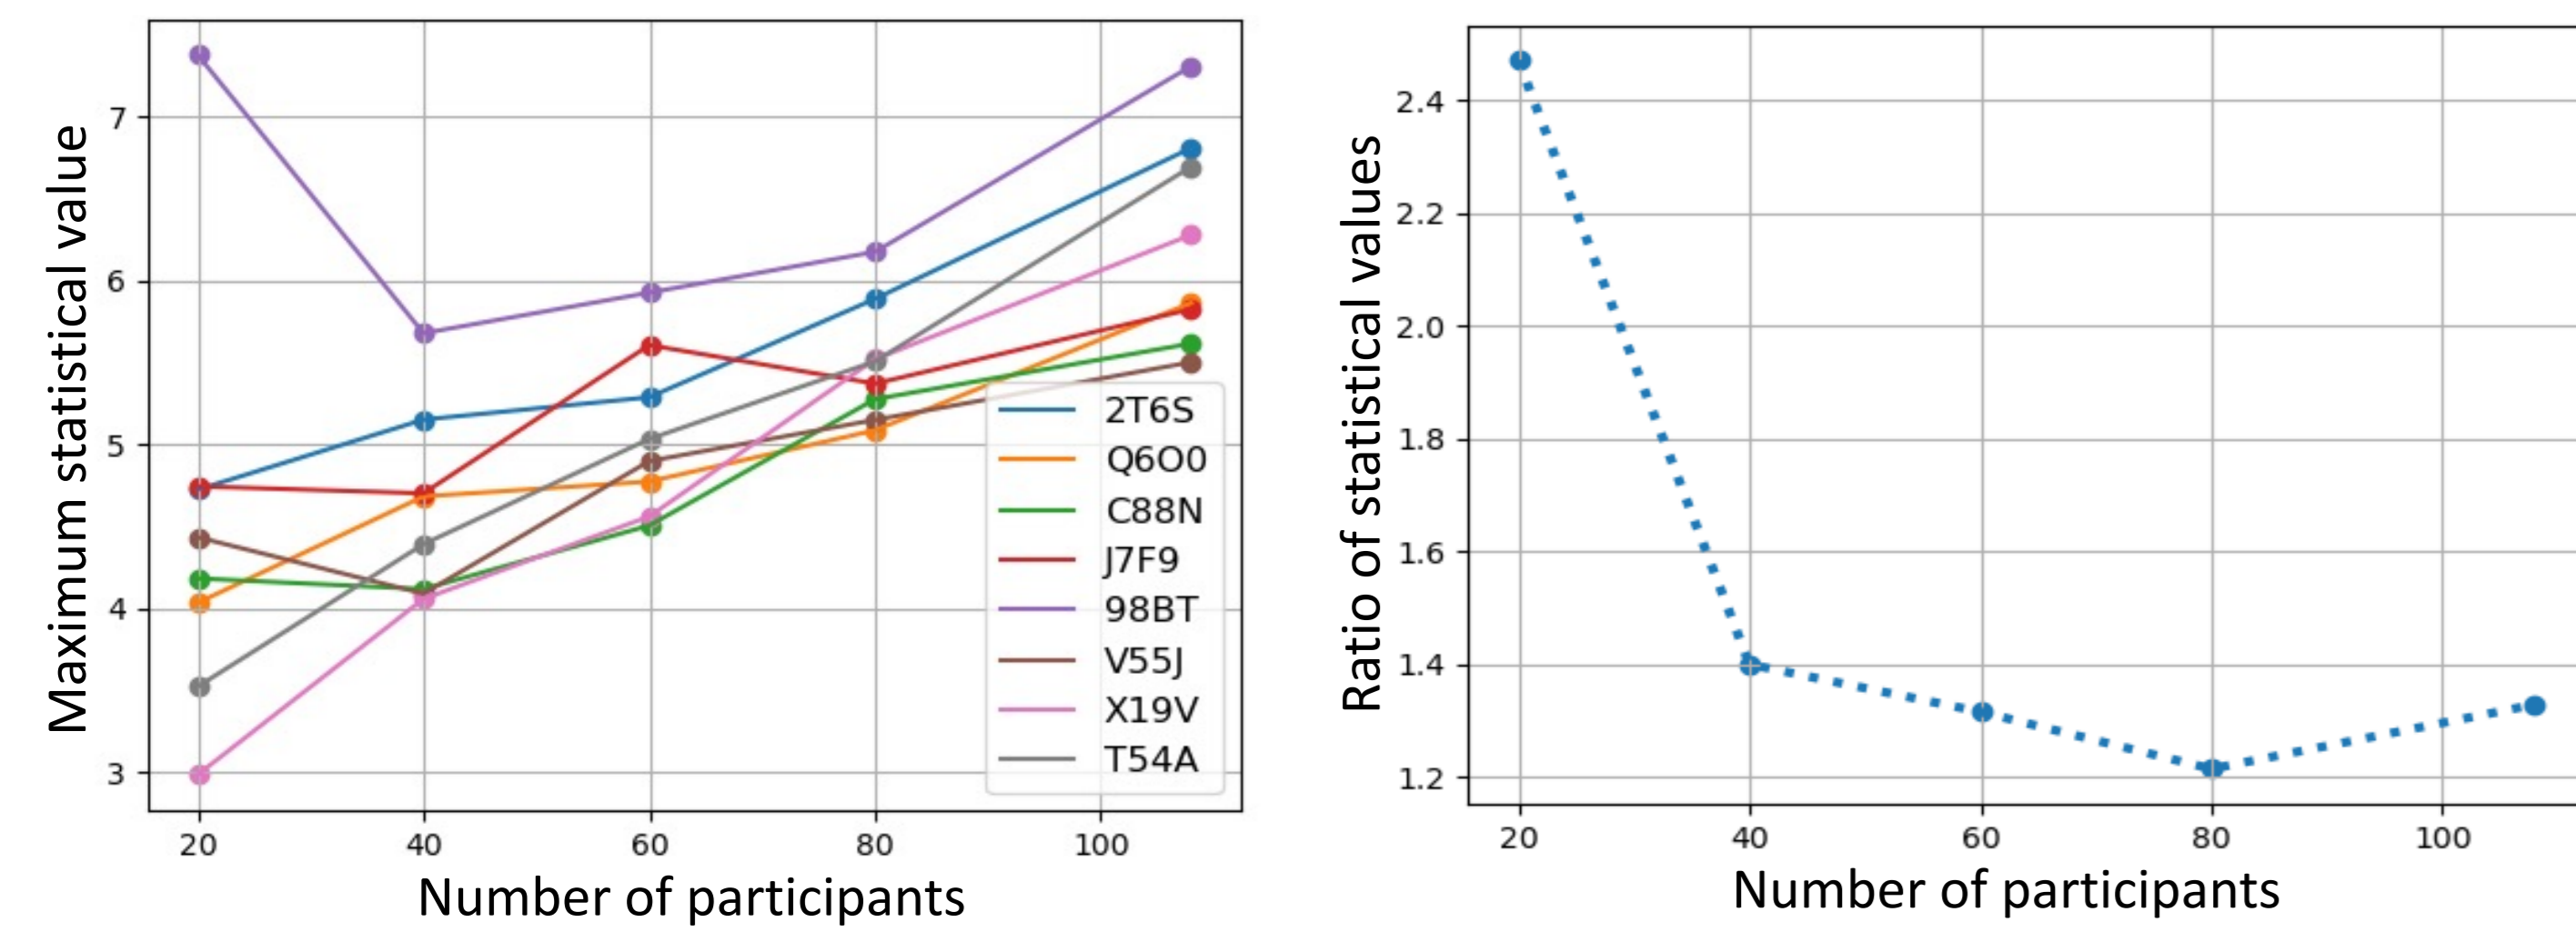 Maximum statistical value
7
6
5
4
3
20 40 60 80 100
Number of participants
2T6S
Q6O0
C88N
J7F9
98BT
V55J
X19V
T54A
Ratio of statistical values
2.4
2.2
2.0
1.8
1.6
1.4
1.2
20 40 60 80 100
Number of participants